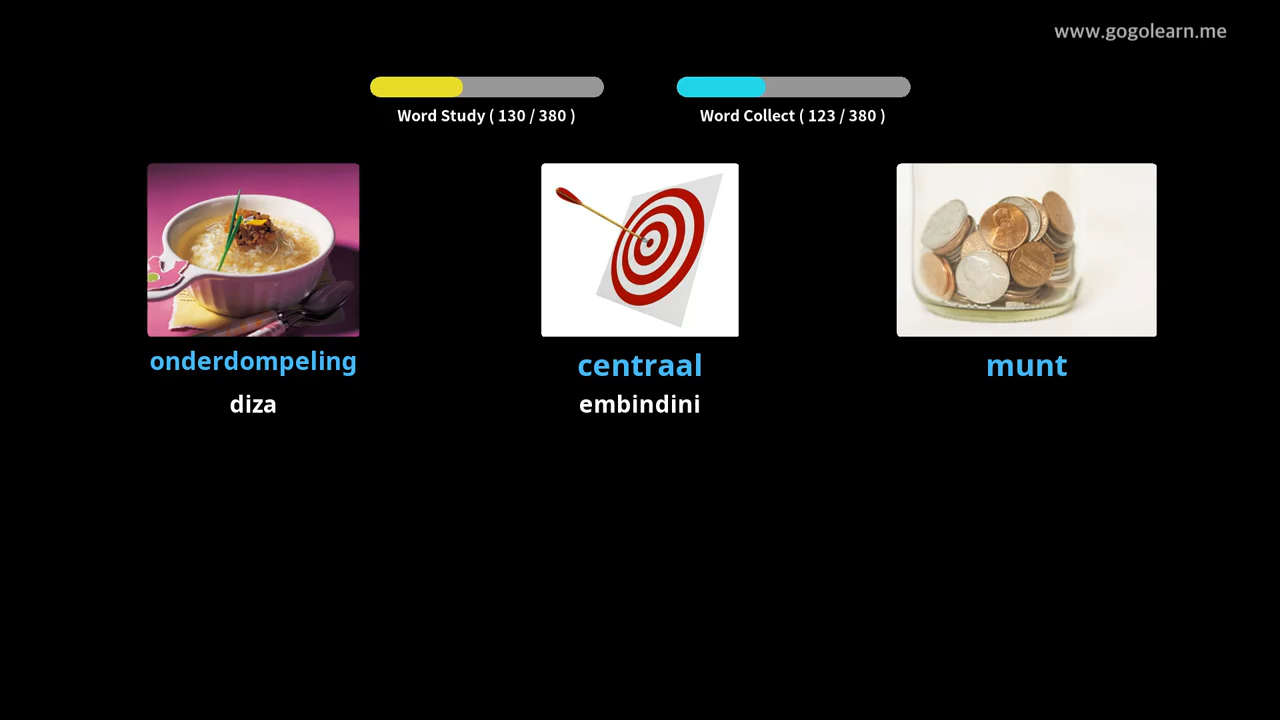 www.gogolearn.me
Word Study ( 130 / 380 )
Word Collect ( 123 / 380 )
onderdompeling
centraal
munt
diza
embindini